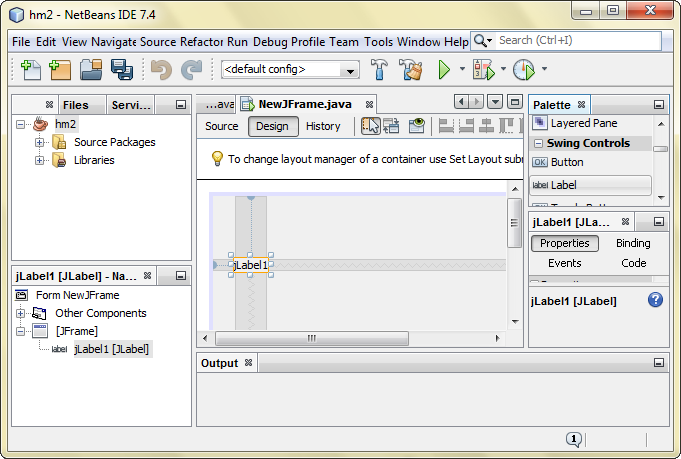 hm2 - NetBeans IDE 7.4
File Edit View Navigate Source Refactor Run Debug Profile Team Tools Window Help Search (Ctrl+I)
<default config>
Files Servi...
hm2
Source Packages
Libraries
...ava NewJFrame.java
Source Design History
To change layout manager of a container use Set Layout sub
jLabel1
Palette
Layered Pane
Swing Controls
OK Button
label Label
jLabel1 [JLa...
Properties Binding
Events Code
jLabel1 [JLabel]
jLabel1 [JLabel] - Na...
Form NewJFrame
Other Components
[JFrame]
label jLabel1 [JLabel]
Output
1